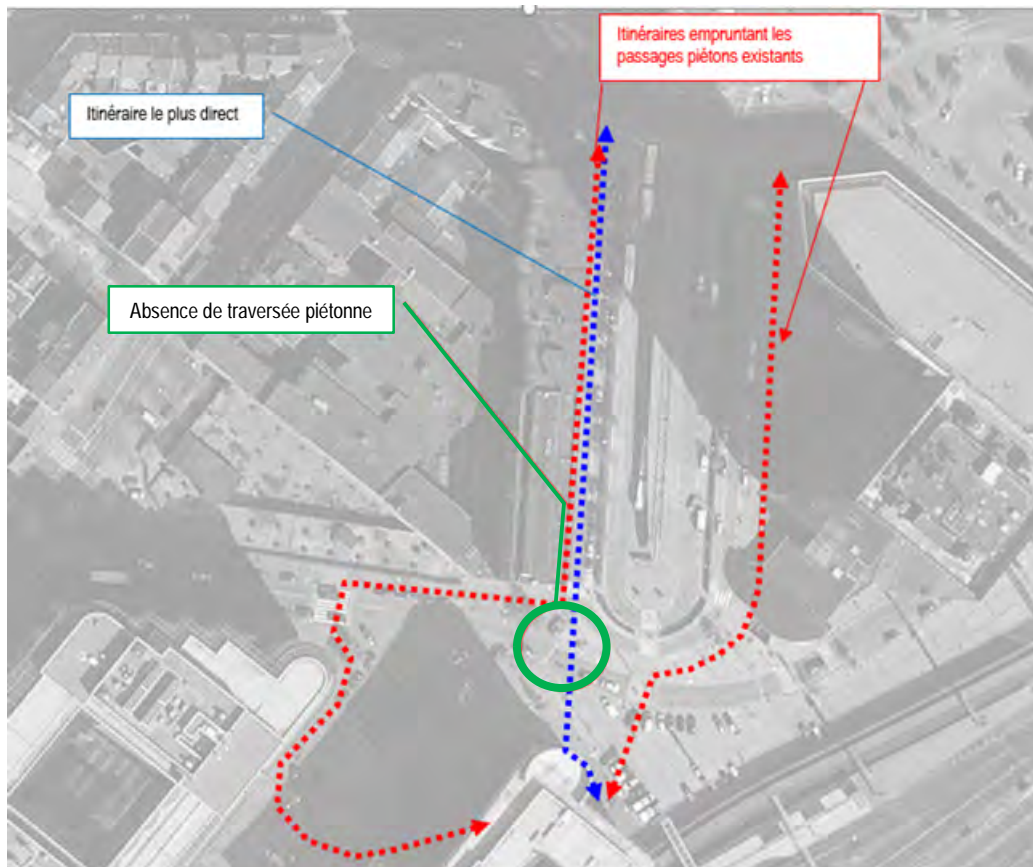 Itinéraires empruntant les
passages piétons existants
Itinéraire le plus direct
Absence de traversée piétonne